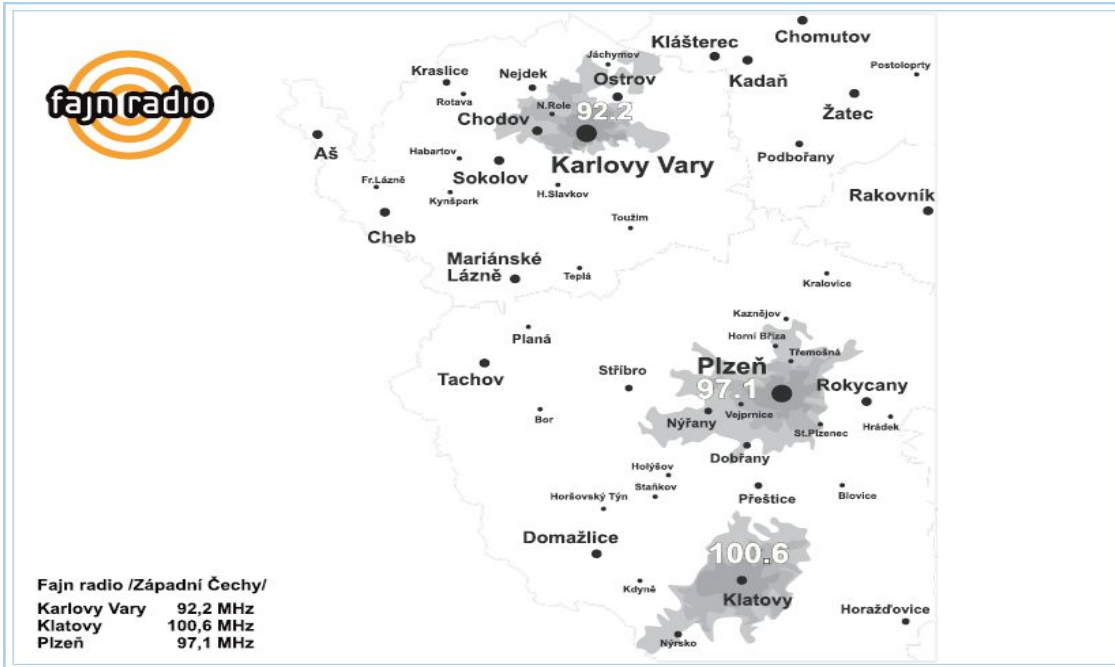 fajn radio
Chomutov
Klášterec
Jáchymov
Kadaň
Postoloprty
Kraslice
Nejdek
Ostrov
Rotava
N.Role
92.2
Žatec
Chodov
Aš
Habartov
Karlovy Vary
Podbořany
Sokolov
Fr.Lázně
Kynšperk
H.Slavkov
Rakovník
Toužim
Cheb
Mariánské
Lázně
Teplá
Kralovice
Kaznějov
Planá
Horní Bříza
Třemošná
Tachov
Stříbro
Plzeň
97.1
Rokycany
Bor
Nýřany
Vejprnice
St.Plzenec
Hrádek
Dobřany
Holýšov
Staňkov
Horšovský Týn
Přeštice
Blovice
Domažlice
100.6
Kdyně
Klatovy
Horažďovice
Nýrsko
Fajn radio /Západní Čechy/
Karlovy Vary 92,2 MHz
Klatovy 100,6 MHz
Plzeň 97,1 MHz